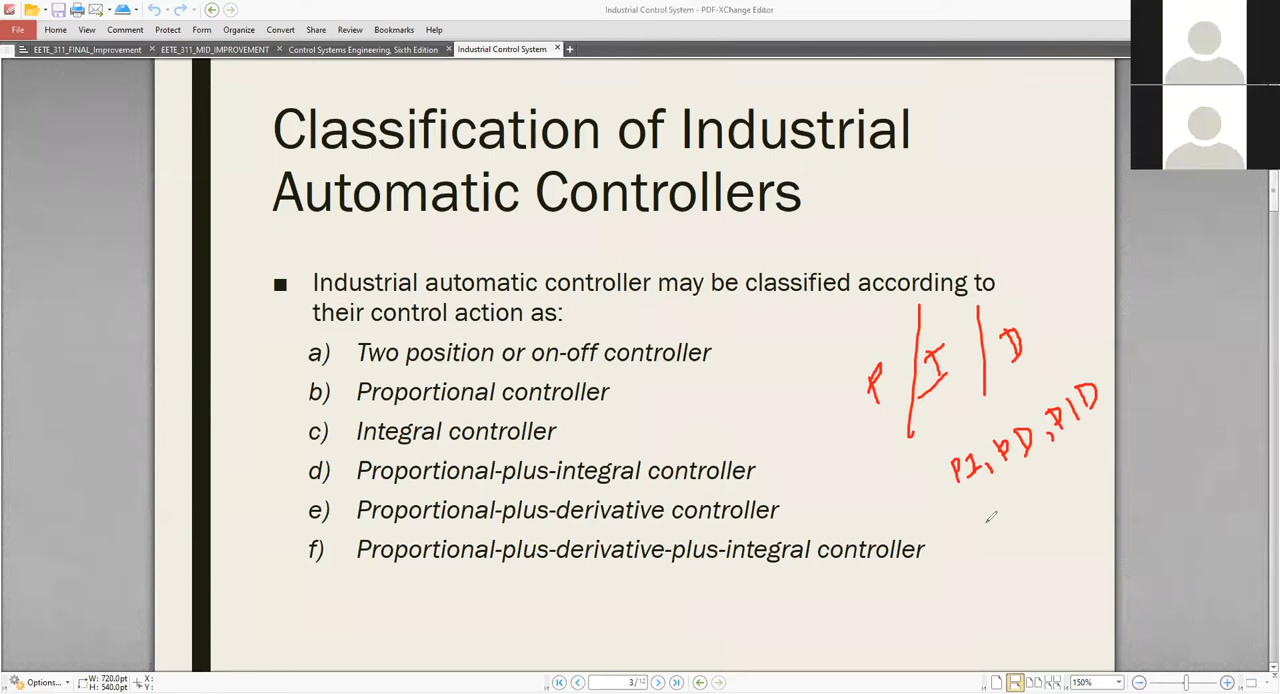 Industrial Control System - PDF-XChange Editor
File Home View Comment Protect Form Organize Convert Share Review Bookmarks Help
EETE_311_FINAL_Improvement × EETE_311_MID_IMPROVEMENT × Control Systems Engineering, Sixth Edition × Industrial Control System × +
Classification of Industrial
Automatic Controllers
■ Industrial automatic controller may be classified according to
their control action as:
a) Two position or on-off controller
b) Proportional controller
c) Integral controller
d) Proportional-plus-integral controller
e) Proportional-plus-derivative controller
f) Proportional-plus-derivative-plus-integral controller
P I D
PI, PD, PID
Options... W: 720.0pt X:
H: 540.0pt Y:
3 / 12
150%